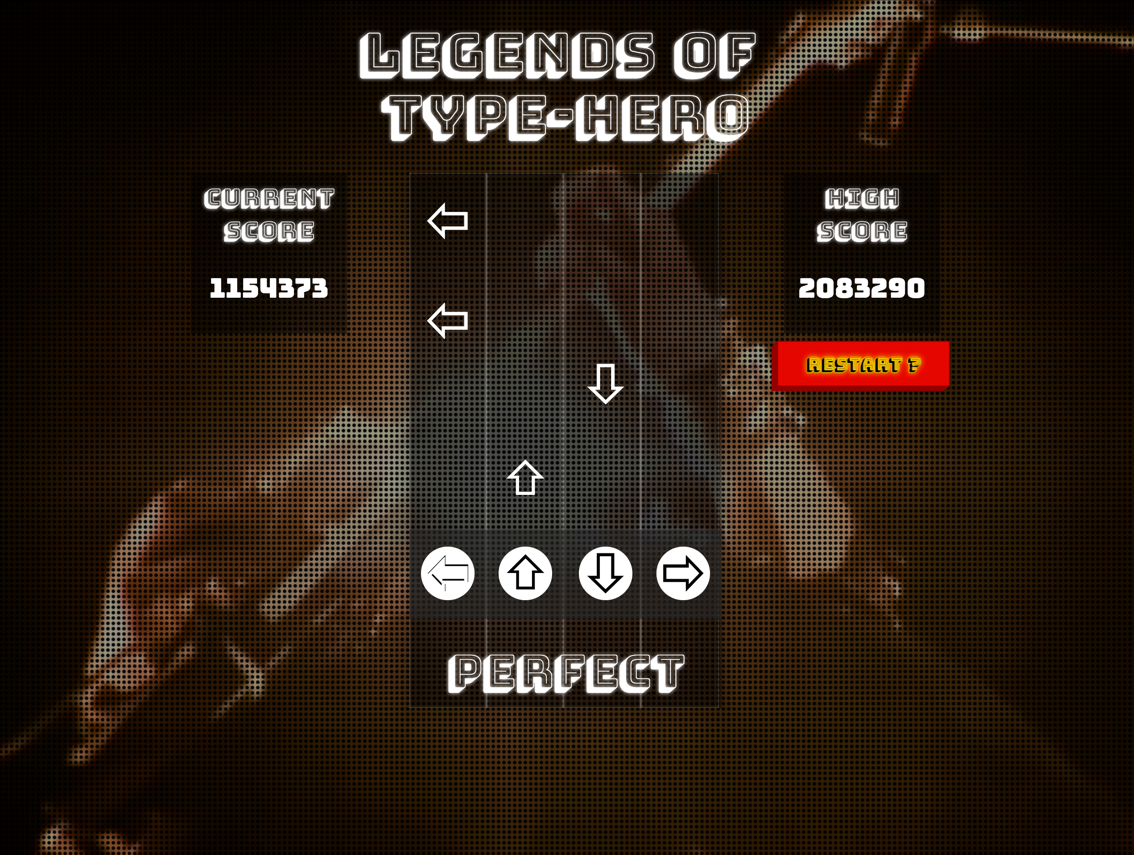 LEGENDS OF
TYPE-HERO
CURRENT
SCORE
1154373
HIGH
SCORE
2083290
RESTART ?
PERFECT